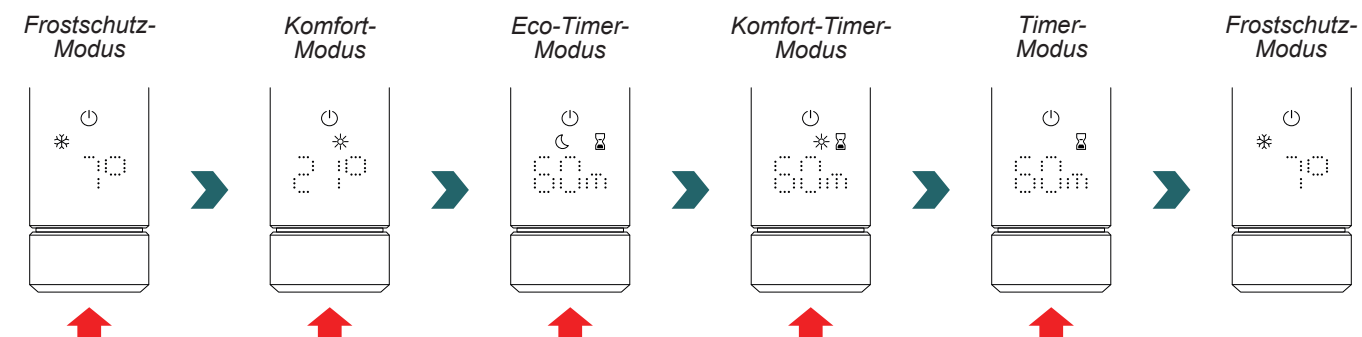 Frostschutz-
Modus
Komfort-
Modus
Eco-Timer-
Modus
Komfort-Timer-
Modus
Timer-
Modus
Frostschutz-
Modus
7°
21°
60m
60m
60m
7°